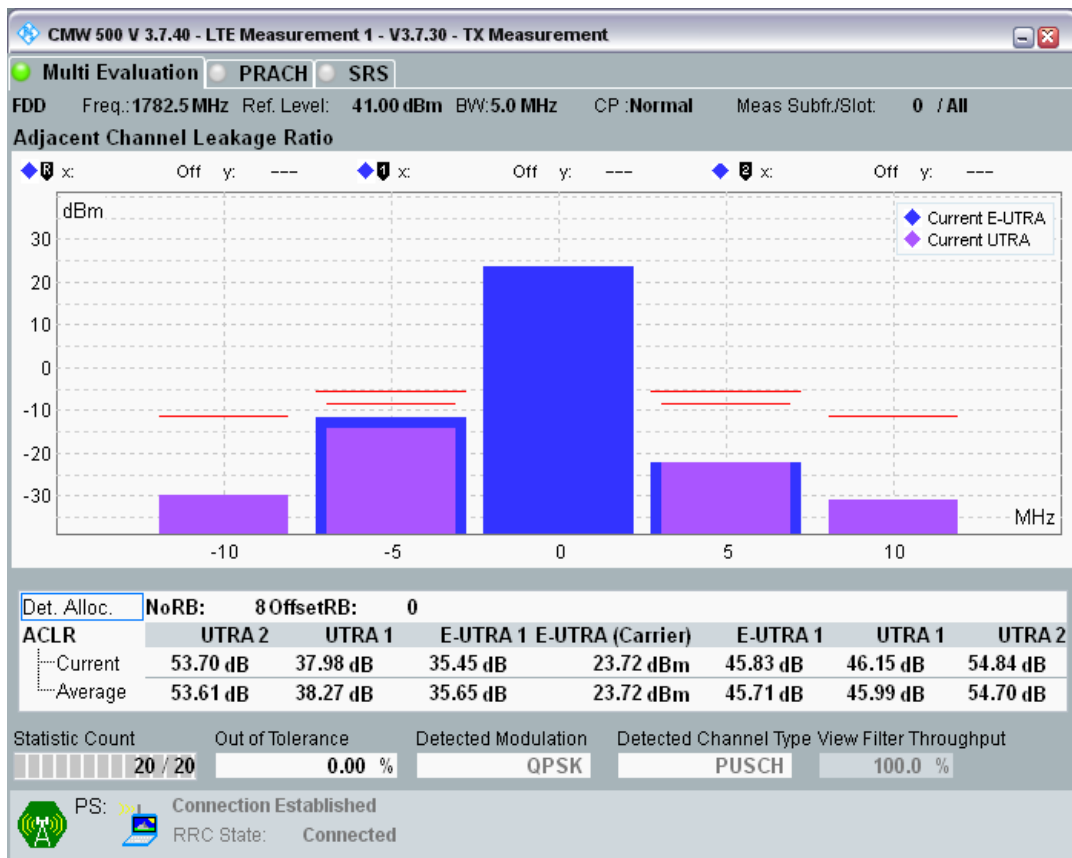 CMW 500 V 3.7.40 - LTE Measurement 1 - V3.7.30 - TX Measurement
Multi Evaluation PRACH SRS
FDD Freq.:1782.5 MHz Ref. Level: 41.00 dBm BW:5.0 MHz CP :Normal Meas Subfr./Slot: 0 / All
Adjacent Channel Leakage Ratio
R x: Off y: --- 1 x: Off y: --- 2 x: Off y: ---
dBm
Current E-UTRA
Current UTRA
30
20
10
0
-10
-20
-30
MHz
-10 -5 0 5 10
Det. Alloc. NoRB: 8 OffsetRB: 0
ACLR UTRA 2 UTRA 1 E-UTRA 1 E-UTRA (Carrier) E-UTRA 1 UTRA 1 UTRA 2
Current 53.70 dB 37.98 dB 35.45 dB 23.72 dBm 45.83 dB 46.15 dB 54.84 dB
Average 53.61 dB 38.27 dB 35.65 dB 23.72 dBm 45.71 dB 45.99 dB 54.70 dB
Statistic Count Out of Tolerance Detected Modulation Detected Channel Type View Filter Throughput
20 / 20 0.00 % QPSK PUSCH 100.0 %
PS: Connection Established
RRC State: Connected